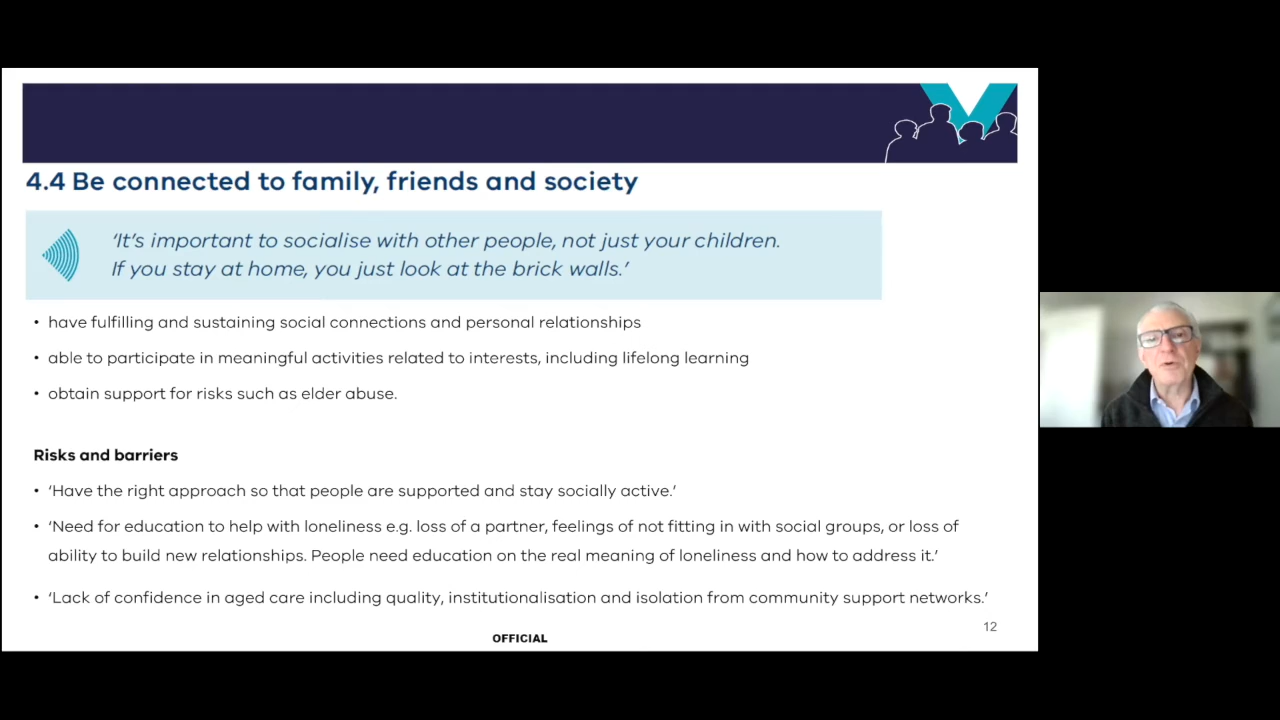 4.4 Be connected to family, friends and society
‘It’s important to socialise with other people, not just your children.
If you stay at home, you just look at the brick walls.’
• have fulfilling and sustaining social connections and personal relationships
• able to participate in meaningful activities related to interests, including lifelong learning
• obtain support for risks such as elder abuse.
Risks and barriers
• ‘Have the right approach so that people are supported and stay socially active.’
• ‘Need for education to help with loneliness e.g. loss of a partner, feelings of not fitting in with social groups, or loss of
ability to build new relationships. People need education on the real meaning of loneliness and how to address it.’
• ‘Lack of confidence in aged care including quality, institutionalisation and isolation from community support networks.’
12
OFFICIAL